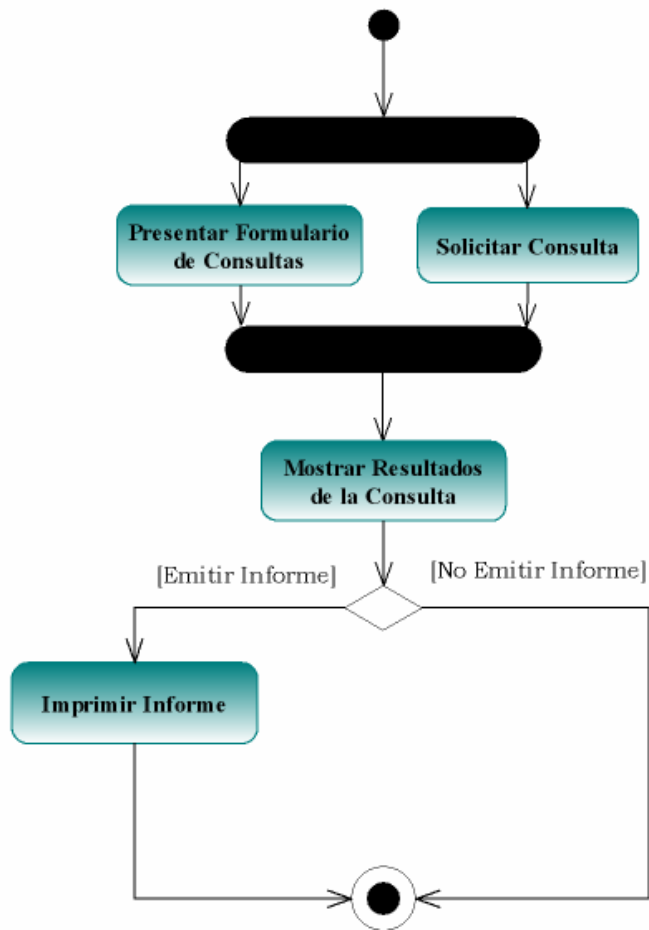 Presentar Formulario
de Consultas
Solicitar Consulta
Mostrar Resultados
de la Consulta
[Emitir Informe]
[No Emitir Informe]
Imprimir Informe